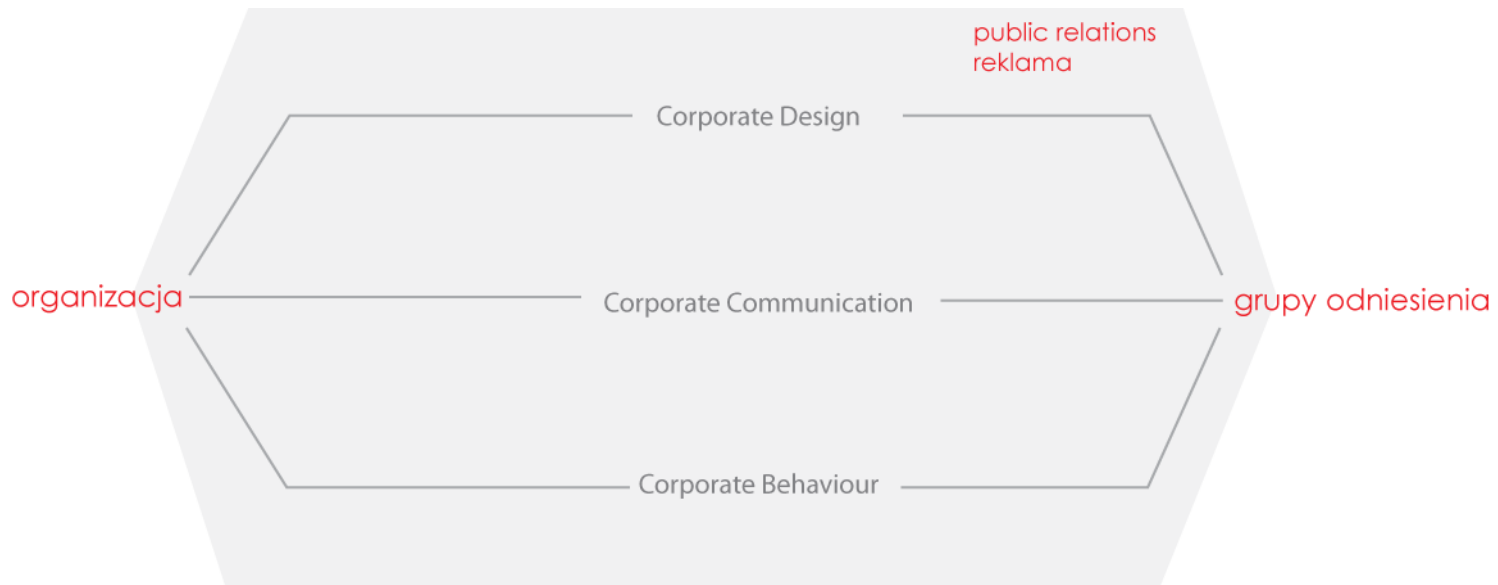 public relations
reklama
Corporate Design
organizacja
Corporate Communication
grupy odniesienia
Corporate Behaviour